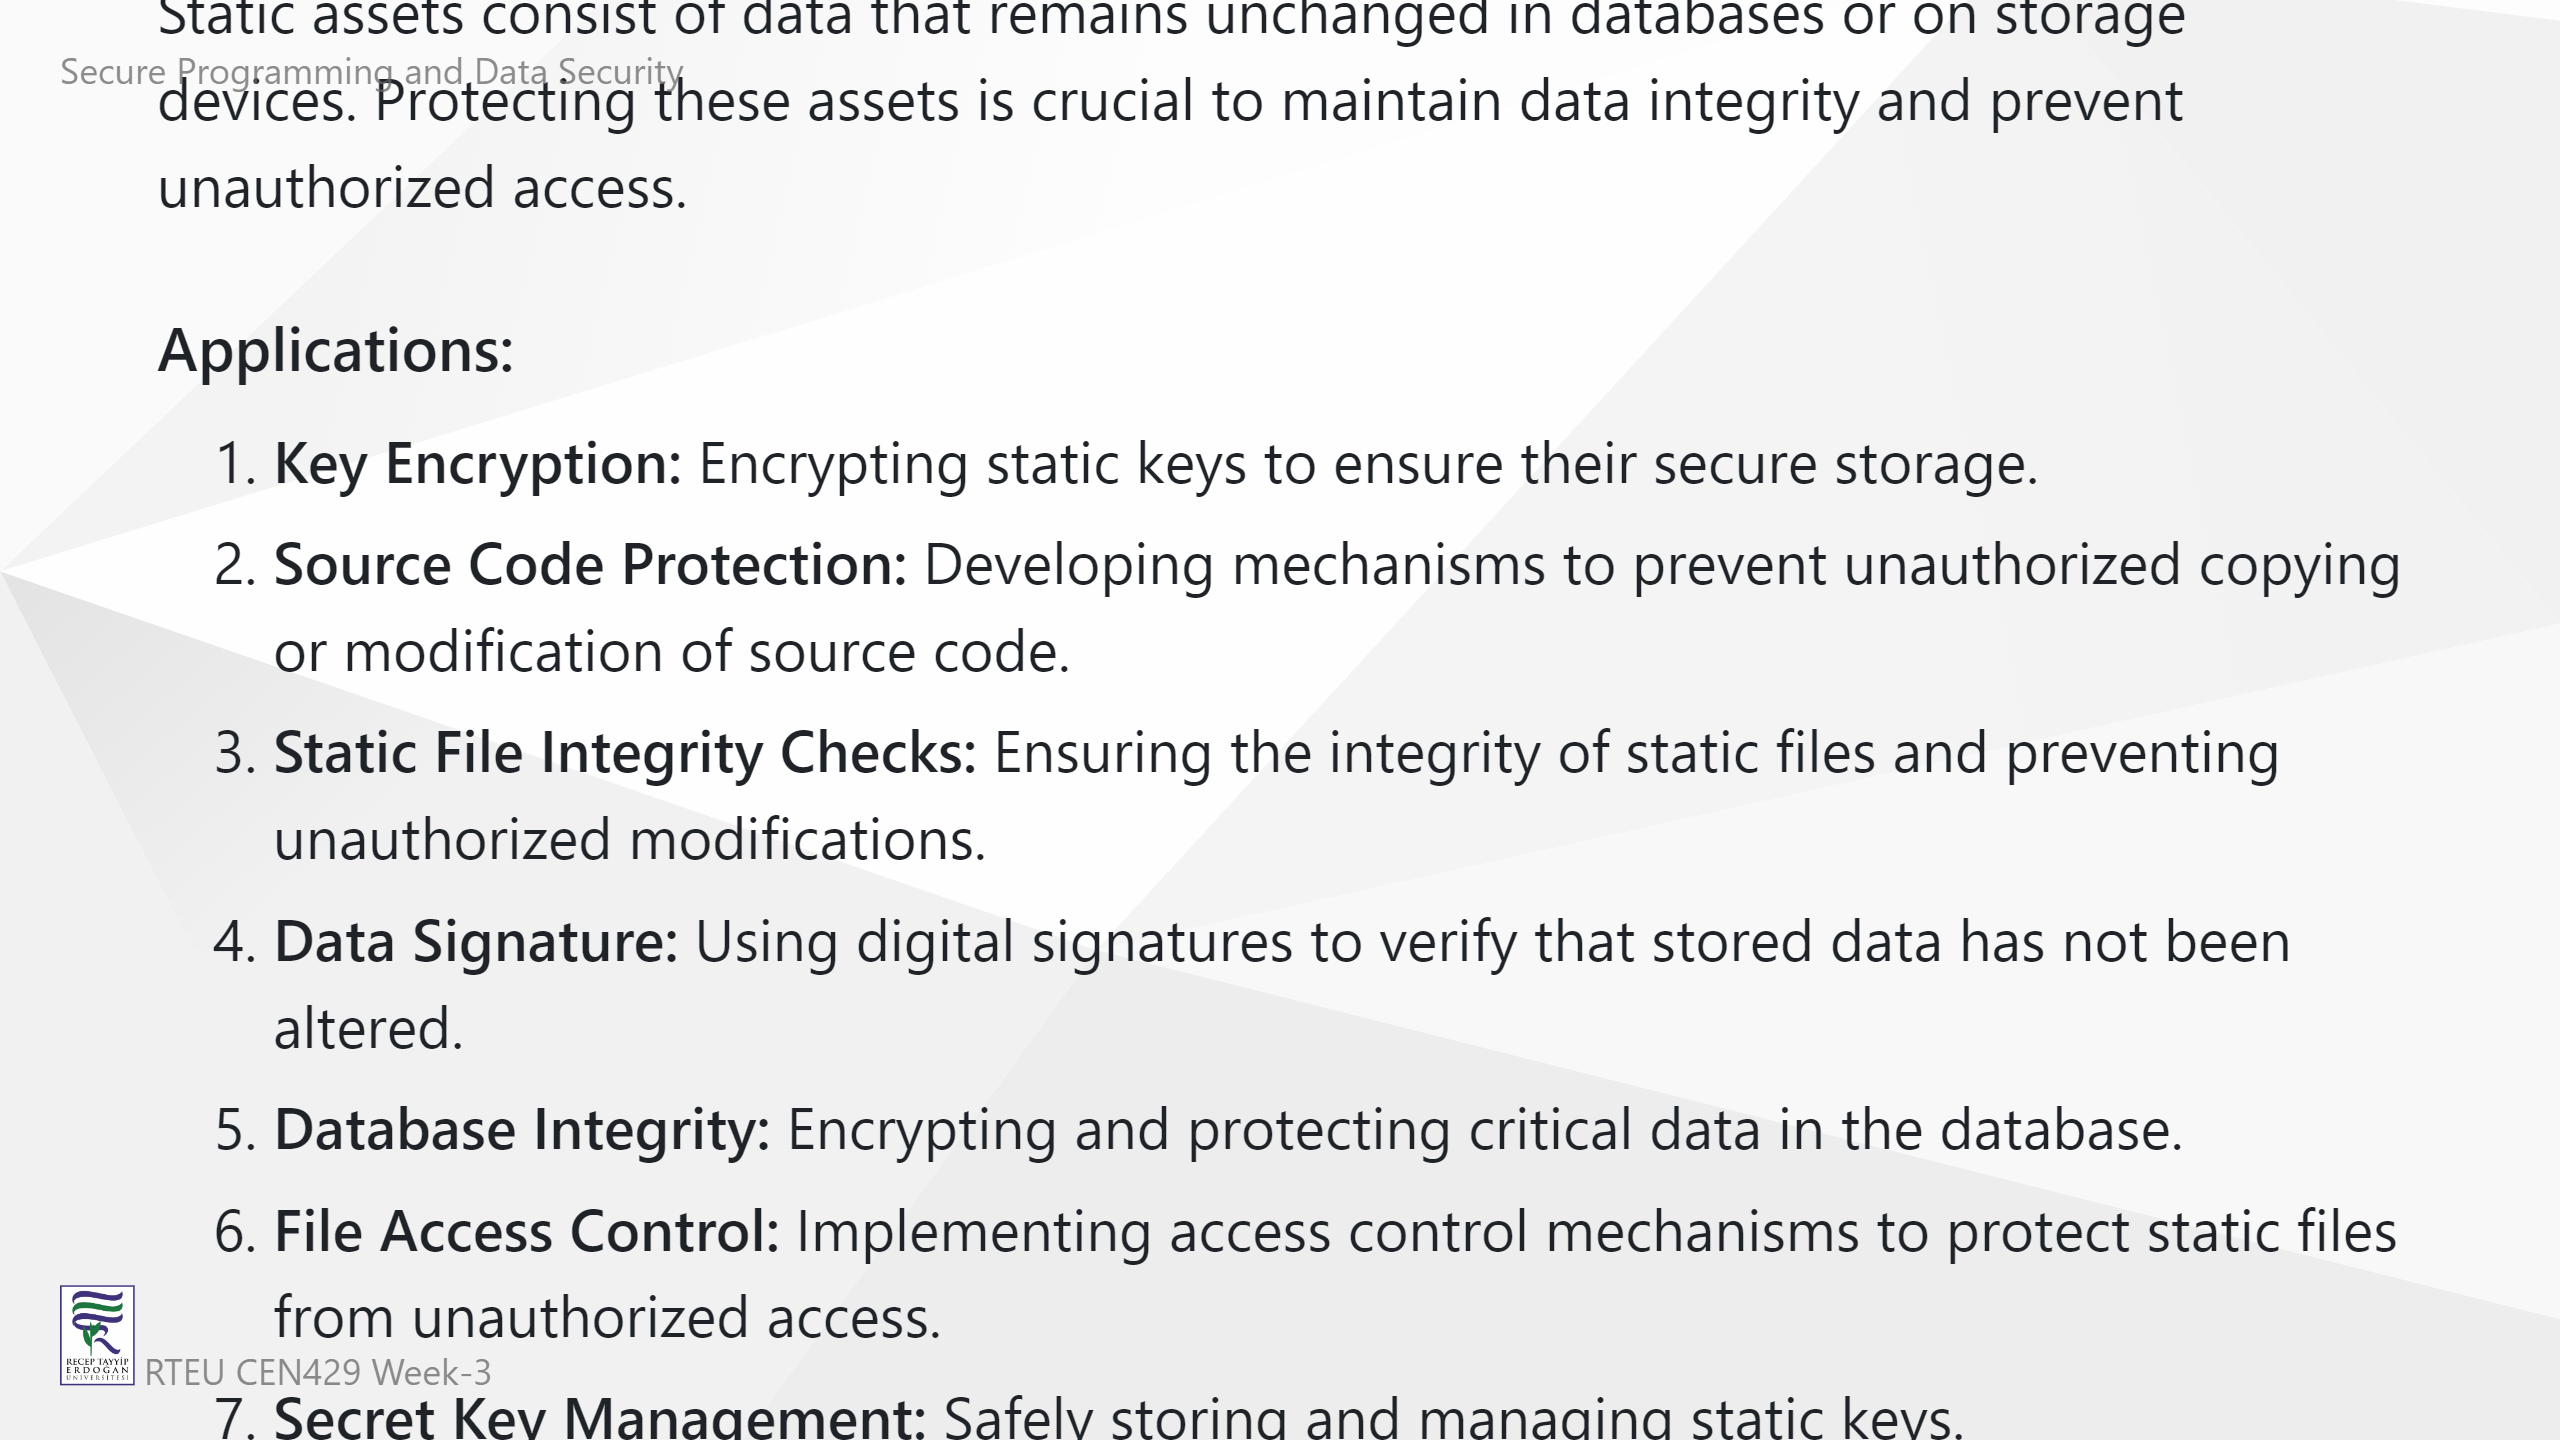 Static assets consist of data that remains unchanged in databases or on storage
Secure Programming and Data Security
devices. Protecting these assets is crucial to maintain data integrity and prevent
unauthorized access.
Applications:
1. Key Encryption: Encrypting static keys to ensure their secure storage.
2. Source Code Protection: Developing mechanisms to prevent unauthorized copying
or modification of source code.
3. Static File Integrity Checks: Ensuring the integrity of static files and preventing
unauthorized modifications.
4. Data Signature: Using digital signatures to verify that stored data has not been
altered.
5. Database Integrity: Encrypting and protecting critical data in the database.
6. File Access Control: Implementing access control mechanisms to protect static files
from unauthorized access.
RECEP TAYYİP
ERDOĞAN
ÜNİVERSİTESİ
RTEU CEN429 Week-3
7. Secret Key Management: Safely storing and managing static keys.